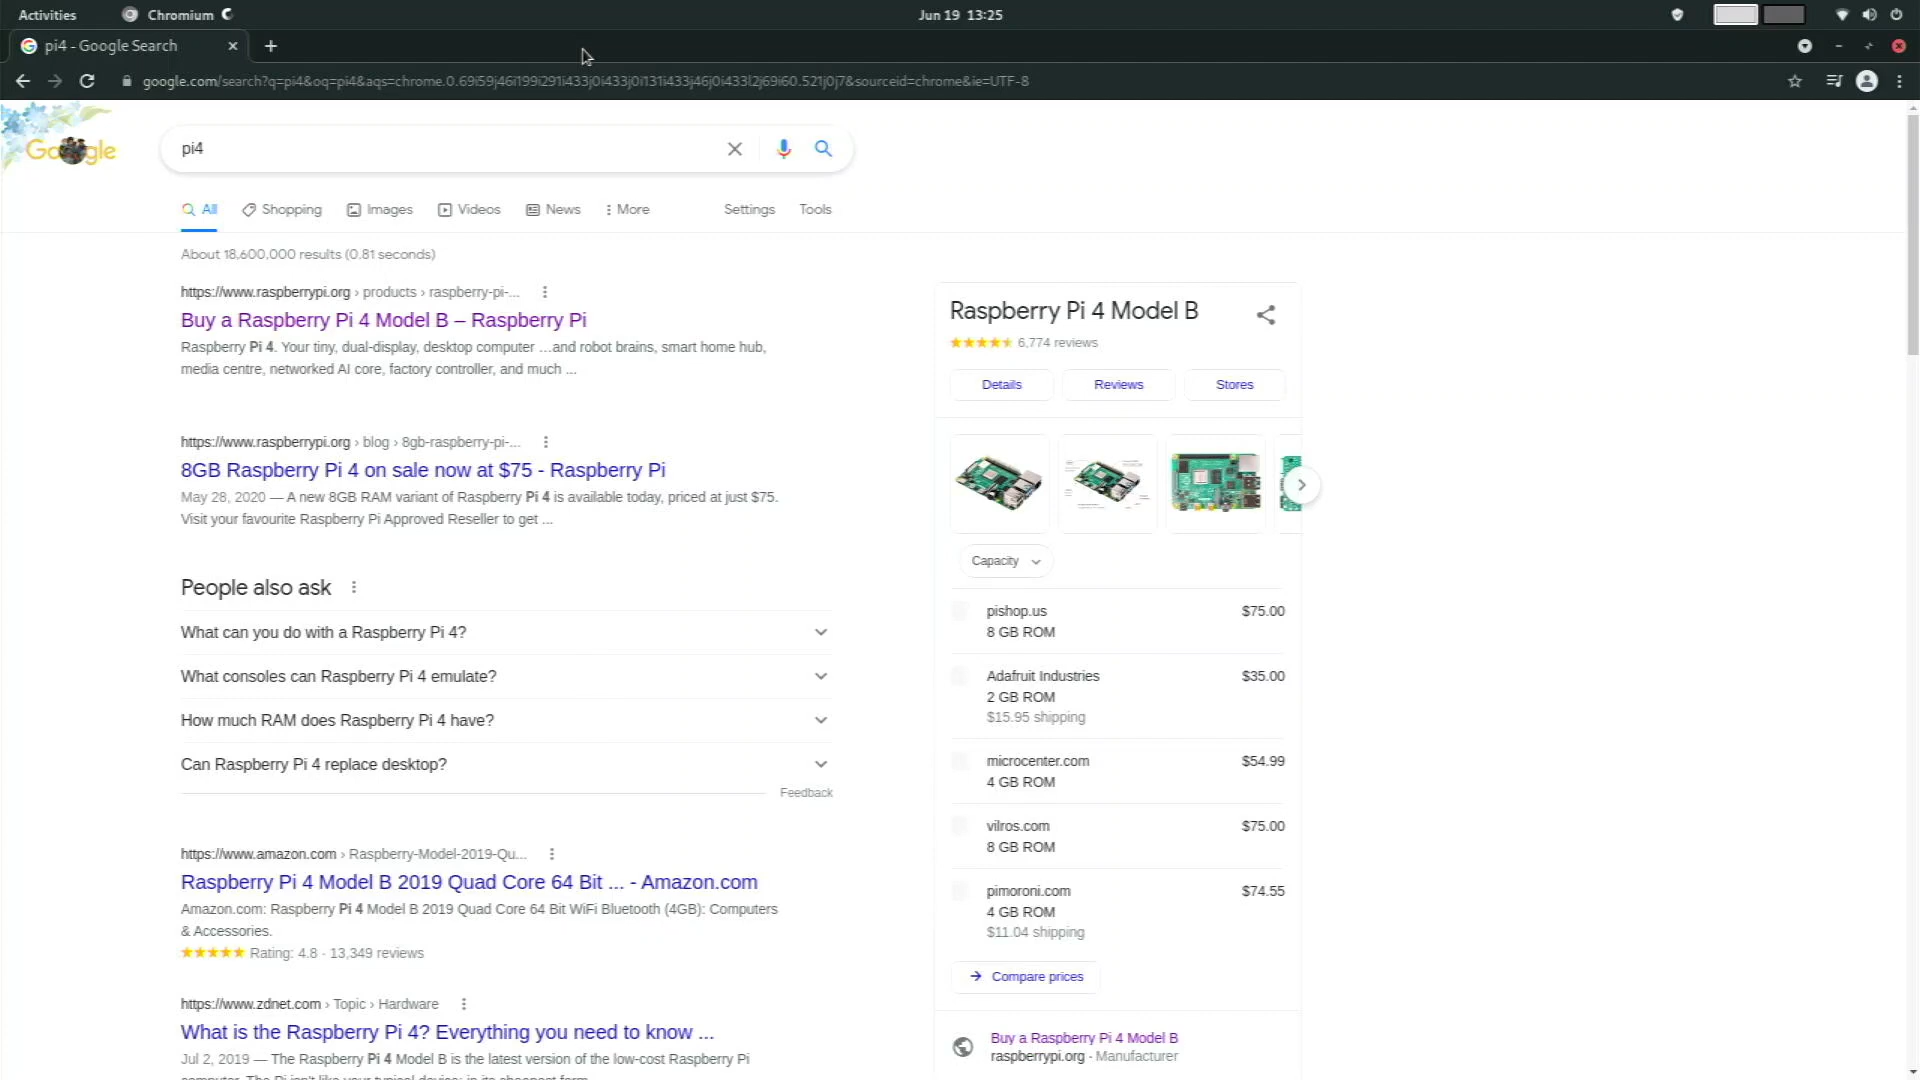 Activities
Chromium
Jun 19 13:25
pi4 - Google Search
google.com/search?q=pi4&oq=pi4&aqs=chrome.0.69i59j46i199i291i433j0i433j0i131i433j46j0i433l2j69i60.521j0j7&sourceid=chrome&ie=UTF-8
Google
pi4
All
Shopping
Images
Videos
News
More
Settings
Tools
About 18,600,000 results (0.81 seconds)
https://www.raspberrypi.org › products › raspberry-pi-...
Buy a Raspberry Pi 4 Model B – Raspberry Pi
Raspberry Pi 4. Your tiny, dual-display, desktop computer ...and robot brains, smart home hub,
media centre, networked AI core, factory controller, and much ...
https://www.raspberrypi.org › blog › 8gb-raspberry-pi-...
8GB Raspberry Pi 4 on sale now at $75 - Raspberry Pi
May 28, 2020 — A new 8GB RAM variant of Raspberry Pi 4 is available today, priced at just $75.
Visit your favourite Raspberry Pi Approved Reseller to get ...
People also ask
What can you do with a Raspberry Pi 4?
What consoles can Raspberry Pi 4 emulate?
How much RAM does Raspberry Pi 4 have?
Can Raspberry Pi 4 replace desktop?
Feedback
https://www.amazon.com › Raspberry-Model-2019-Qu...
Raspberry Pi 4 Model B 2019 Quad Core 64 Bit ... - Amazon.com
Amazon.com: Raspberry Pi 4 Model B 2019 Quad Core 64 Bit WiFi Bluetooth (4GB): Computers
& Accessories.
Rating: 4.8 · 13,349 reviews
https://www.zdnet.com › Topic › Hardware
What is the Raspberry Pi 4? Everything you need to know ...
Jul 2, 2019 — The Raspberry Pi 4 Model B is the latest version of the low-cost Raspberry Pi
computer. The Pi isn't like your typical device; in its cheapest form
Raspberry Pi 4 Model B
6,774 reviews
Details
Reviews
Stores
Capacity
pishop.us $75.00
8 GB ROM
Adafruit Industries $35.00
2 GB ROM
$15.95 shipping
microcenter.com $54.99
4 GB ROM
vilros.com $75.00
8 GB ROM
pimoroni.com $74.55
4 GB ROM
$11.04 shipping
Compare prices
Buy a Raspberry Pi 4 Model B
raspberrypi.org · Manufacturer